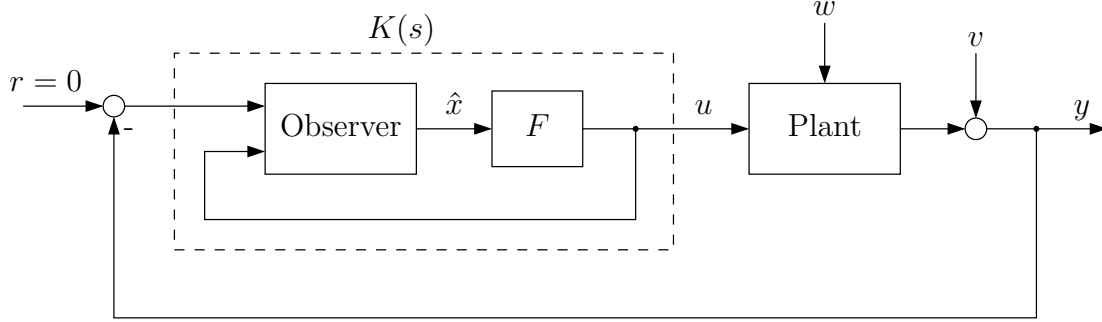 K(s)
w
v
r = 0
Observer
x̂
F
u
Plant
y
-